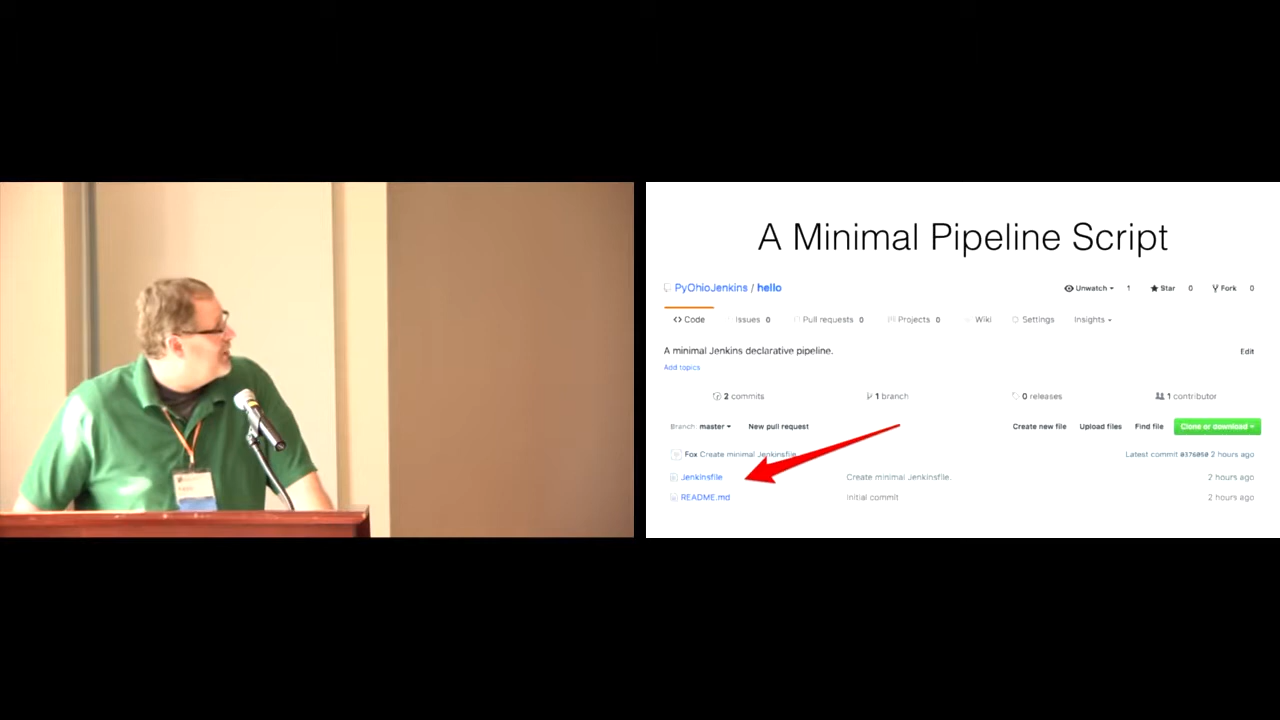 A Minimal Pipeline Script
PyOhioJenkins / hello
Unwatch 1 Star 0 Fork 0
Code Issues 0 Pull requests 0 Projects 0 Wiki Settings Insights
A minimal Jenkins declarative pipeline.
Edit
Add topics
2 commits 1 branch 0 releases 1 contributor
Branch: master New pull request Create new file Upload files Find file Clone or download
Fox Create minimal Jenkinsfile. Latest commit 0376050 2 hours ago
Jenkinsfile Create minimal Jenkinsfile. 2 hours ago
README.md Initial commit 2 hours ago